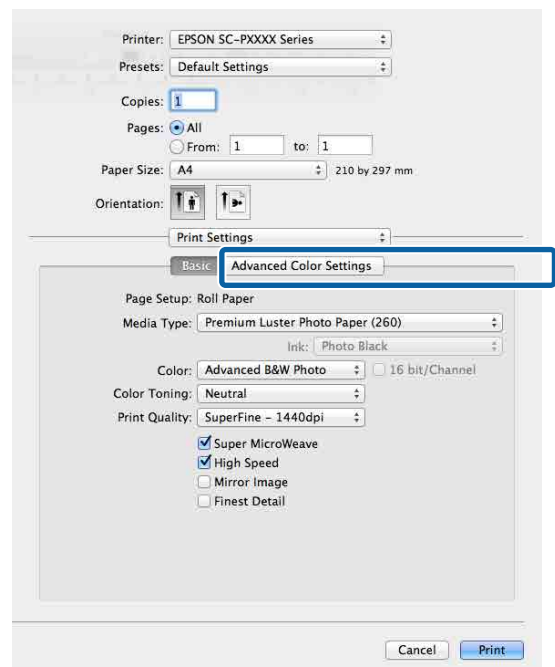 Printer: EPSON SC-PXXXX Series
Presets: Default Settings
Copies: 1
Pages: All
From: 1 to: 1
Paper Size: A4 210 by 297 mm
Orientation:
Print Settings
Basic Advanced Color Settings
Page Setup: Roll Paper
Media Type: Premium Luster Photo Paper (260)
Ink: Photo Black
Color: Advanced B&W Photo 16 bit/Channel
Color Toning: Neutral
Print Quality: SuperFine - 1440dpi
Super MicroWeave
High Speed
Mirror Image
Finest Detail
Cancel Print